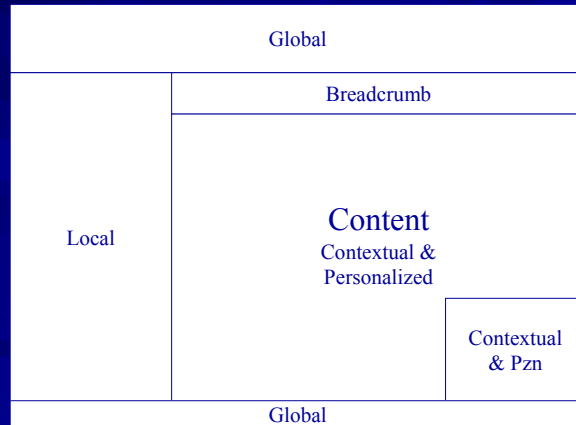 Global
Breadcrumb
Local
Content
Contextual &
Personalized
Contextual
& Pzn
Global